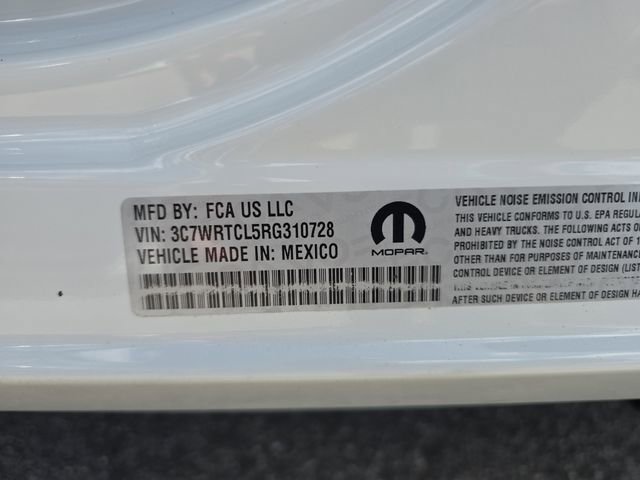 MFD BY: FCA US LLC
VIN: 3C7WRTCL5RG310728
VEHICLE MADE IN: MEXICO
MOPAR
VEHICLE NOISE EMISSION CONTROL
THIS VEHICLE CONFORMS TO U.S. EPA
AND HEAVY TRUCKS. THE FOLLOWING ACTS
PROHIBITED BY THE NOISE CONTROL ACT OF
OTHER THAN FOR PURPOSES OF MAINTENANCE
CONTROL DEVICE OR ELEMENT OF DESIGN
THIS VEHICLE
AFTER SUCH DEVICE OR ELEMENT OF DESIGN